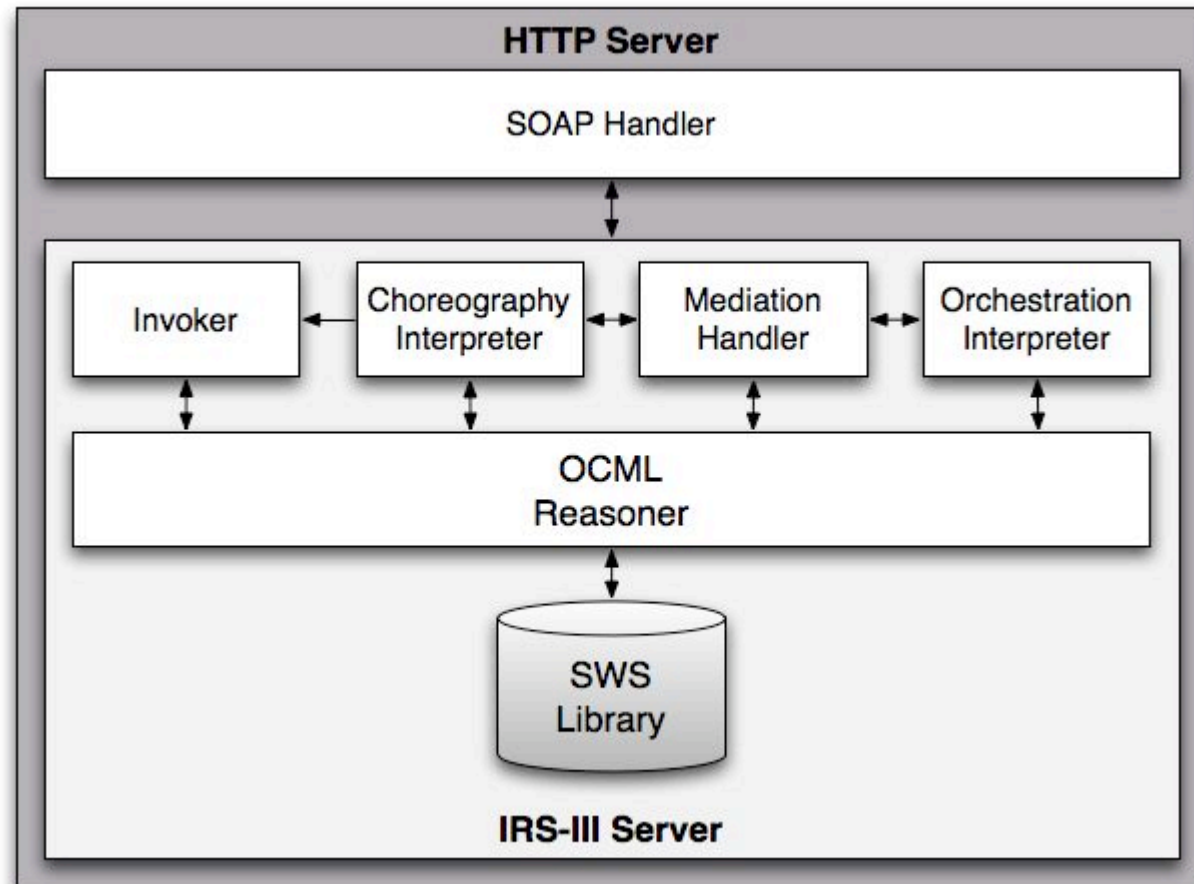 HTTP Server
SOAP Handler
Invoker
Choreography
Interpreter
Mediation
Handler
Orchestration
Interpreter
OCML
Reasoner
SWS
Library
IRS-III Server